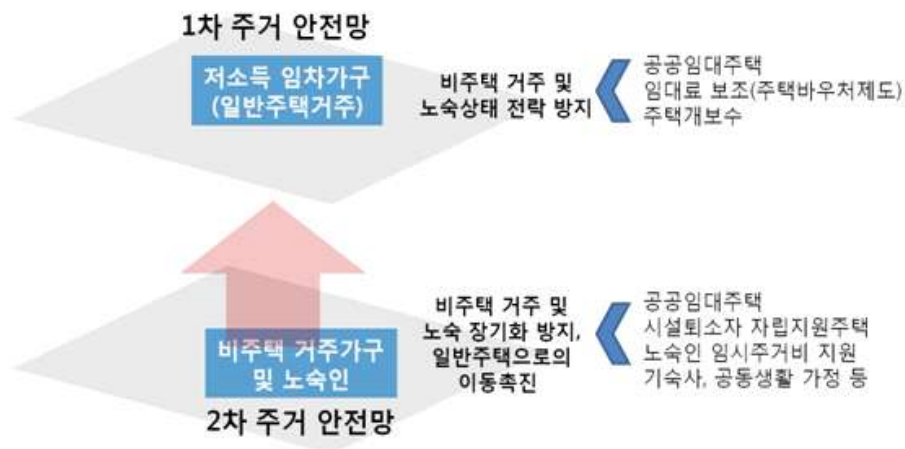 1차 주거 안전망
저소득 임차가구
(일반주택거주)
비주택 거주 및
노숙상태 전락 방지
공공임대주택
임대료 보조(주택바우처제도)
주택개보수
비주택 거주가구
및 노숙인
2차 주거 안전망
비주택 거주 및
노숙 장기화 방지,
일반주택으로의
이동촉진
공공임대주택
시설퇴소자 자립지원주택
노숙인 임시주거비 지원
기숙사, 공동생활 가정 등